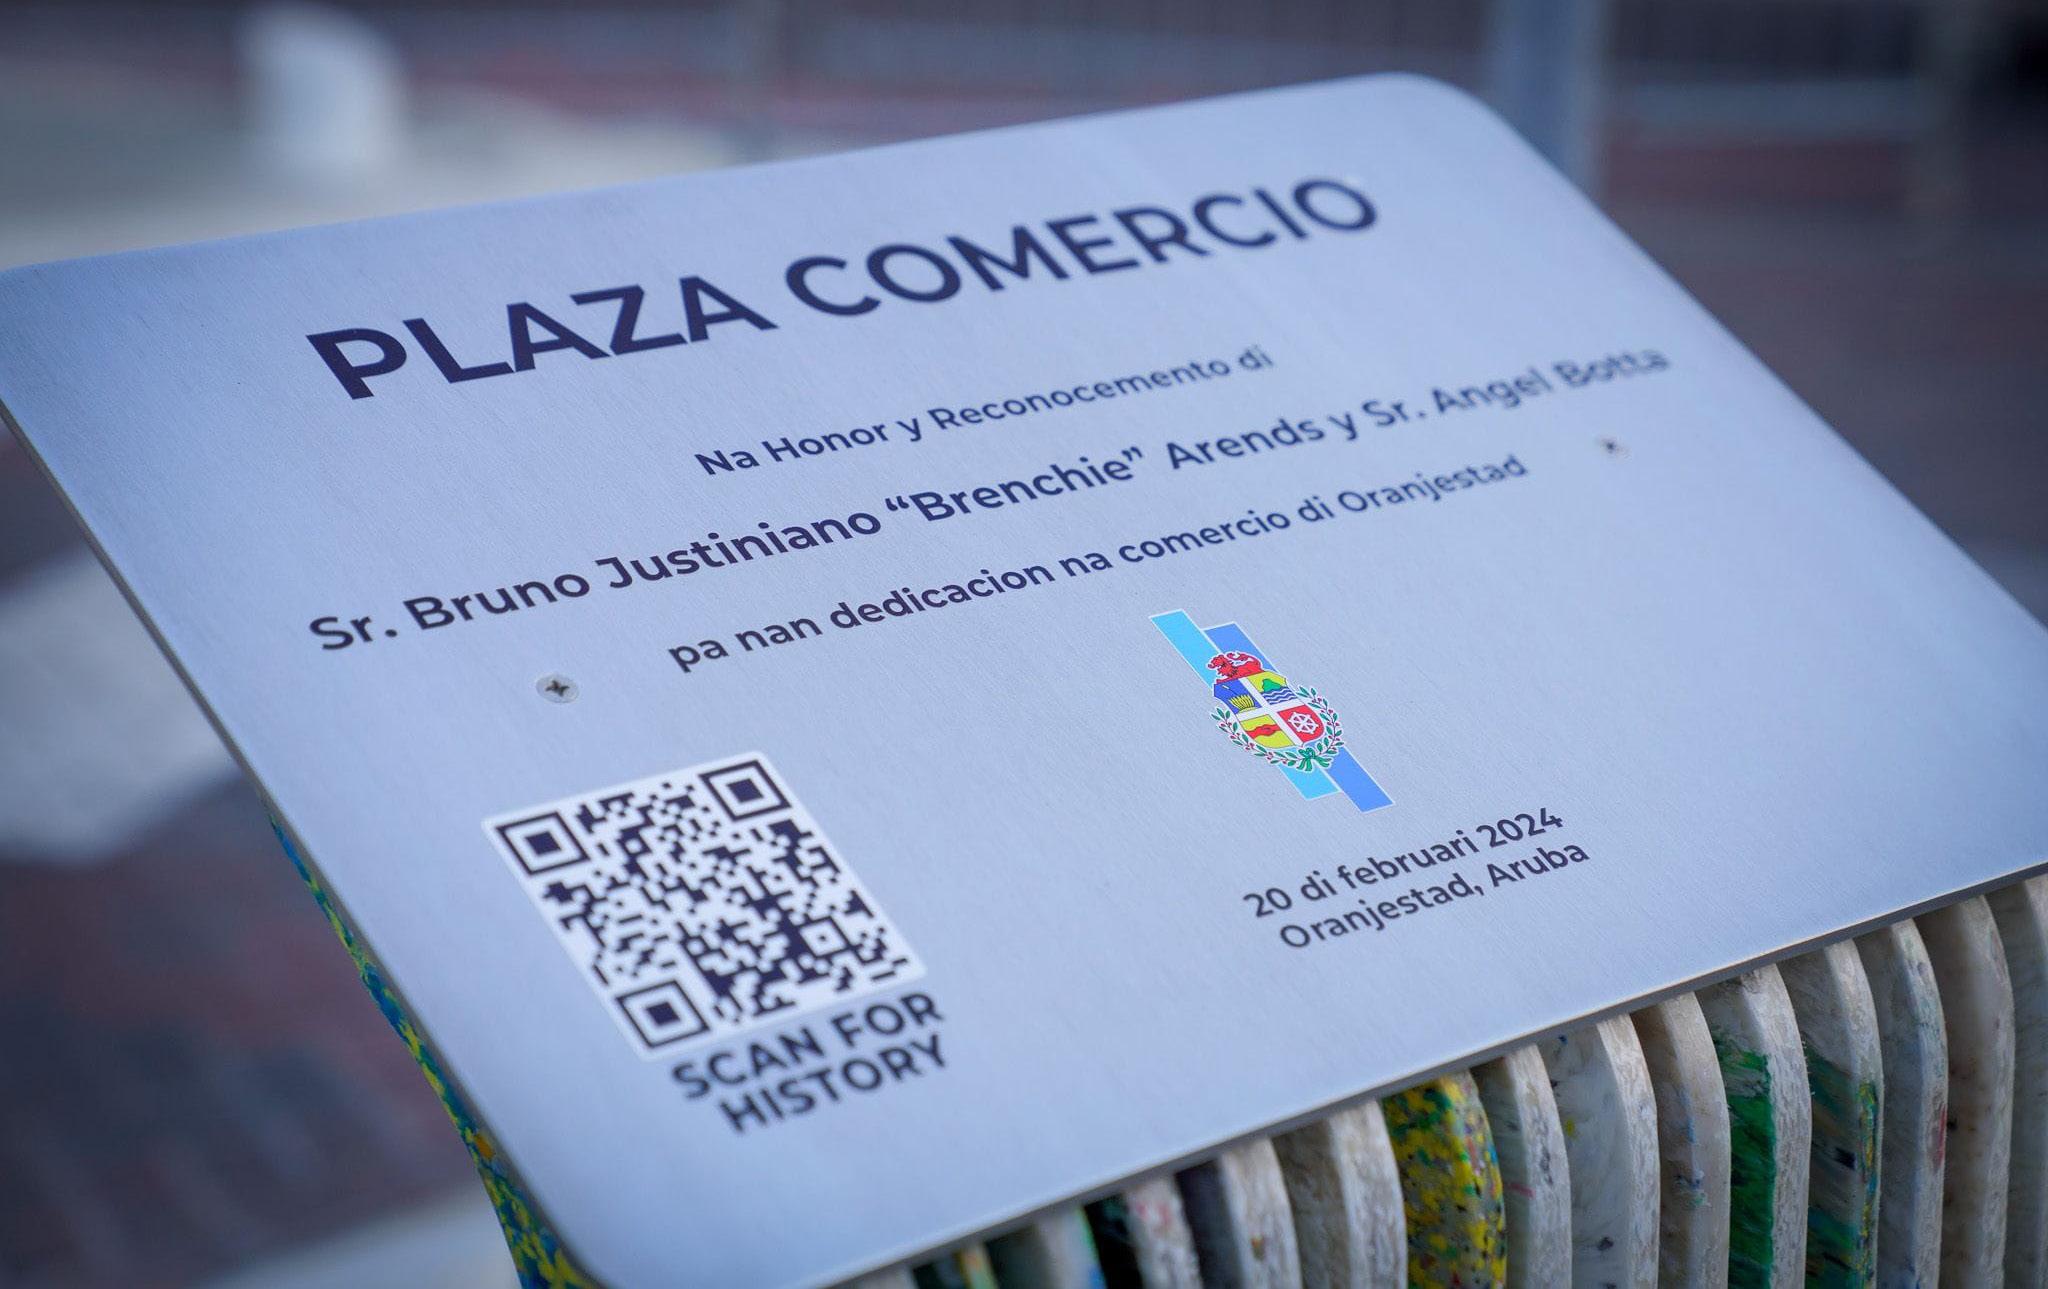 PLAZA COMERCIO
Na Honor y Reconocemento di
Sr. Bruno Justiniano “Brenchie” Arends y Sr. Angel Botta
pa nan dedicacion na comercio di Oranjestad
SCAN FOR
HISTORY
20 di februari 2024
Oranjestad, Aruba